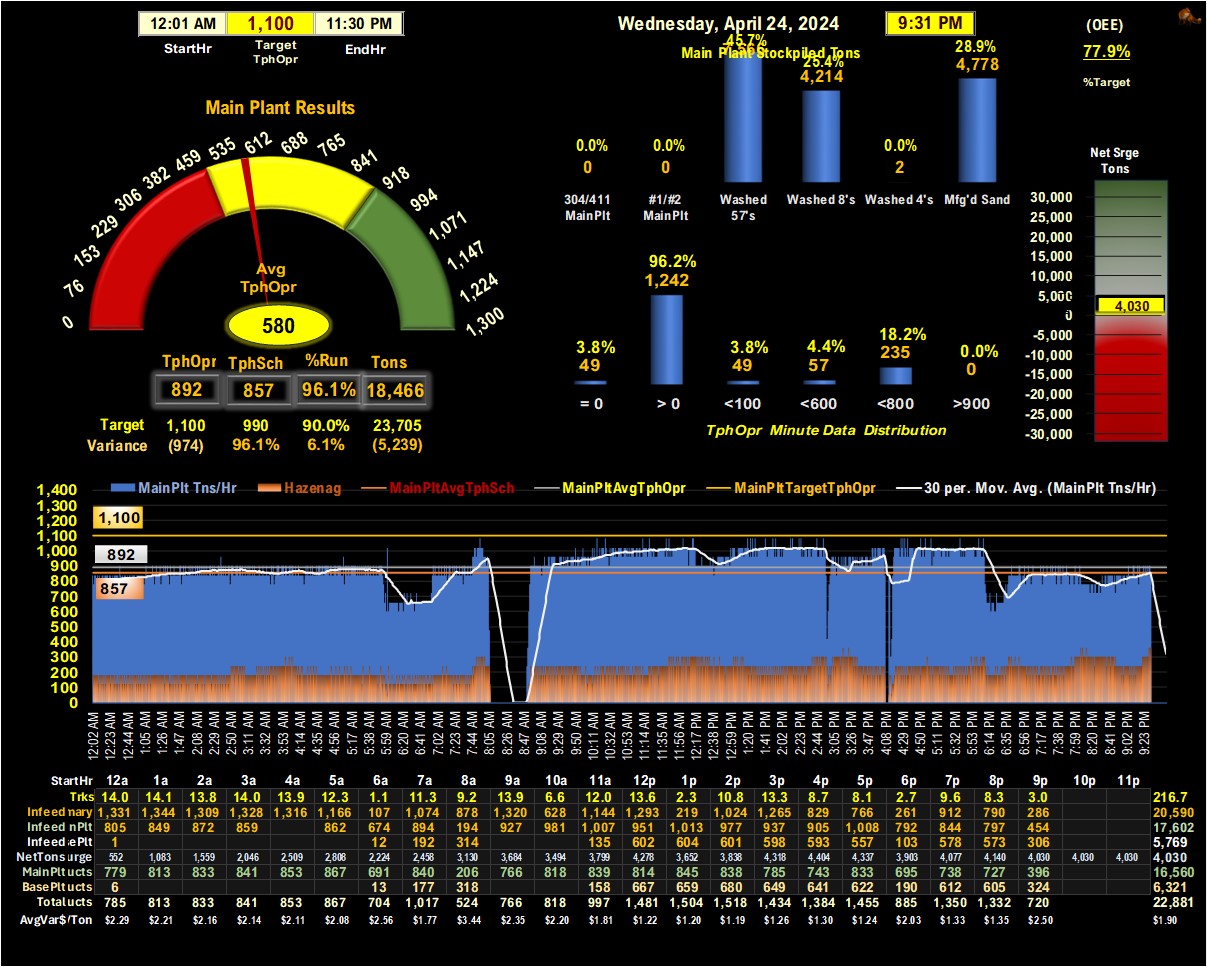 12:01 AM 1,100 11:30 PM
StartHr Target TphOpr EndHr
Wednesday, April 24, 2024 9:31 PM
(OEE)
77.9%
%Target
Main Plant Stockpiled Tons
45.7% 25.4% 28.9%
4,214 4,778
0.0% 0.0% 0.0%
0 0 2
304/411 MainPlt #1/#2 MainPlt Washed 57's Washed 8's Washed 4's Mfg'd Sand
Main Plant Results
0 76 153 229 306 382 459 535 612 688 765 841 918 994 1,071 1,147 1,224 1,300
Avg
TphOpr
580
TphOpr TphSch %Run Tons
892 857 96.1% 18,466
Target 1,100 990 90.0% 23,705
Variance (974) 96.1% 6.1% (5,239)
3.8% 96.2% 3.8% 4.4% 18.2% 0.0%
49 1,242 49 57 235 0
= 0 > 0 <100 <600 <800 >900
TphOpr Minute Data Distribution
Net Srge
Tons
30,000
25,000
20,000
15,000
10,000
5,000
4,030
0
-5,000
-10,000
-15,000
-20,000
-25,000
-30,000
MainPlt Tns/Hr Hazenag MainPltAvgTphSch MainPltAvgTphOpr MainPltTargetTphOpr 30 per. Mov. Avg. (MainPlt Tns/Hr)
1,400
1,300
1,200
1,100
1,000
900
800
700
600
500
400
300
200
100
0
1,100
892
857
12:02 AM 12:23 AM 12:44 AM 1:05 AM 1:26 AM 1:47 AM 2:08 AM 2:29 AM 2:50 AM 3:11 AM 3:32 AM 3:53 AM 4:14 AM 4:35 AM 4:56 AM 5:17 AM 5:38 AM 5:59 AM 6:20 AM 6:41 AM 7:02 AM 7:23 AM 7:44 AM 8:05 AM 8:26 AM 8:47 AM 9:08 AM 9:29 AM 9:50 AM 10:11 AM 10:32 AM 10:53 AM 11:14 AM 11:35 AM 11:56 AM 12:17 PM 12:38 PM 12:59 PM 1:20 PM 1:41 PM 2:02 PM 2:23 PM 2:44 PM 3:05 PM 3:26 PM 3:47 PM 4:08 PM 4:29 PM 4:50 PM 5:11 PM 5:32 PM 5:53 PM 6:14 PM 6:35 PM 6:56 PM 7:17 PM 7:38 PM 7:59 PM 8:20 PM 8:41 PM 9:02 PM 9:23 PM
StartHr 12a 1a 2a 3a 4a 5a 6a 7a 8a 9a 10a 11a 12p 1p 2p 3p 4p 5p 6p 7p 8p 9p 10p 11p
Trks 14.0 14.1 13.8 14.0 13.9 12.3 1.1 11.3 9.2 13.9 6.6 12.0 13.6 2.3 10.8 13.3 8.7 8.1 2.7 9.6 8.3 3.0 216.7
Infeed nary 1,331 1,344 1,309 1,328 1,316 1,166 107 1,074 878 1,320 628 1,144 1,293 219 1,024 1,265 829 766 261 912 790 286 20,590
Infeed nPlt 805 849 872 859 862 674 894 194 927 981 1,007 951 1,013 977 937 905 1,008 792 844 797 454 17,602
Infeed ePlt 1 12 192 314 135 602 604 601 598 593 557 103 578 573 306 5,769
NetTons urge 552 1,083 1,559 2,046 2,509 2,808 2,224 2,458 3,130 3,684 3,494 3,799 4,278 3,652 3,838 4,318 4,404 4,337 3,903 4,077 4,140 4,030 4,030 4,030 4,030
MainPlt ucts 779 813 833 841 853 867 691 840 206 766 818 839 814 845 838 785 743 833 695 738 727 396 16,560
BasePlt ucts 6 13 177 318 158 667 659 680 649 641 622 190 612 605 324 6,321
Total ucts 785 813 833 841 853 867 704 1,017 524 766 818 997 1,481 1,504 1,518 1,434 1,384 1,455 885 1,350 1,332 720 22,881
AvgVar$/Ton $2.29 $2.21 $2.16 $2.14 $2.11 $2.08 $2.56 $1.77 $3.44 $2.35 $2.20 $1.81 $1.22 $1.20 $1.19 $1.26 $1.30 $1.24 $2.03 $1.33 $1.35 $2.50 $1.90